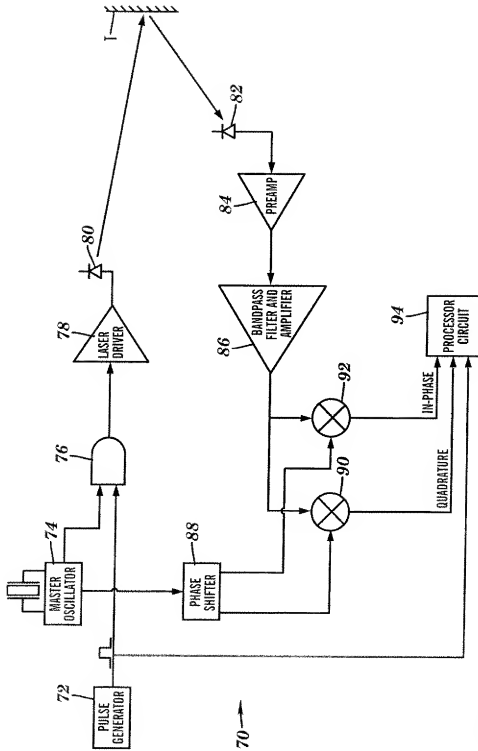 70
72
PULSE
GENERATOR
74
MASTER
OSCILLATOR
76
78
LASER
DRIVER
80
T
82
84
PREAMP
86
BANDPASS
FILTER AND
AMPLIFIER
88
PHASE
SHIFTER
90
92
QUADRATURE
IN-PHASE
94
PROCESSOR
CIRCUIT